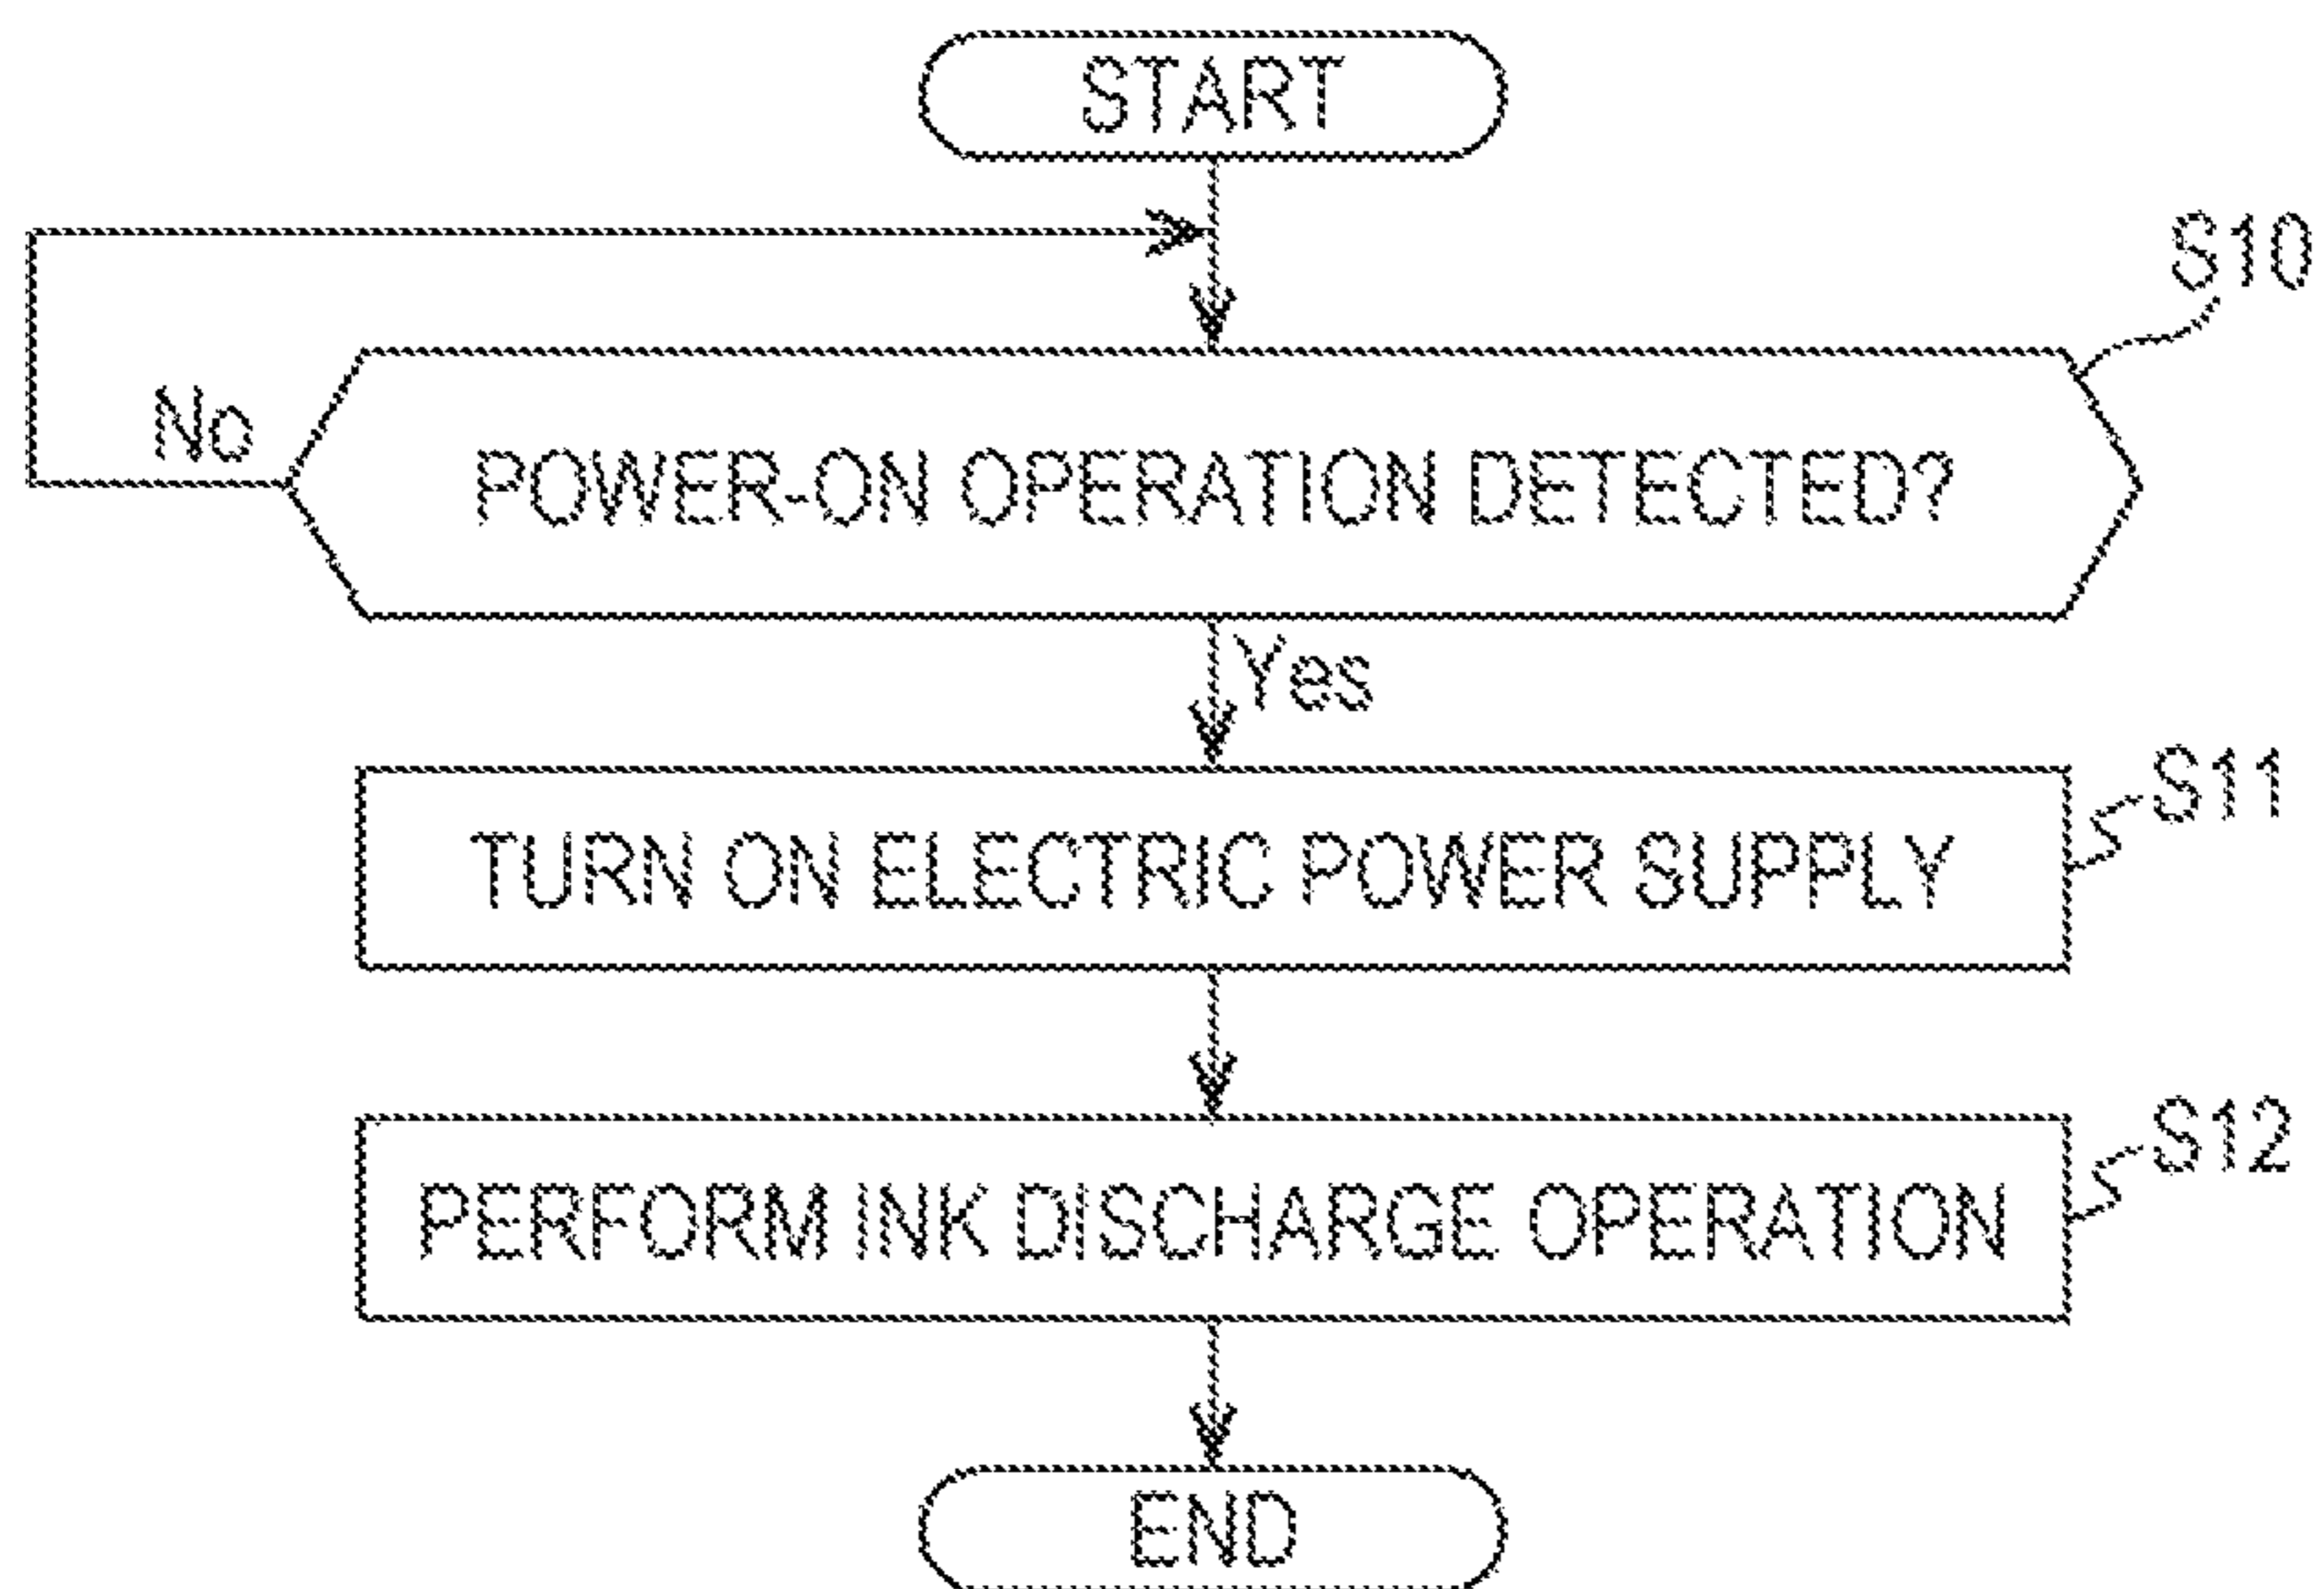 START
S10
No
POWER-ON OPERATION DETECTED?
Yes
S11
TURN ON ELECTRIC POWER SUPPLY
S12
PERFORM INK DISCHARGE OPERATION
END